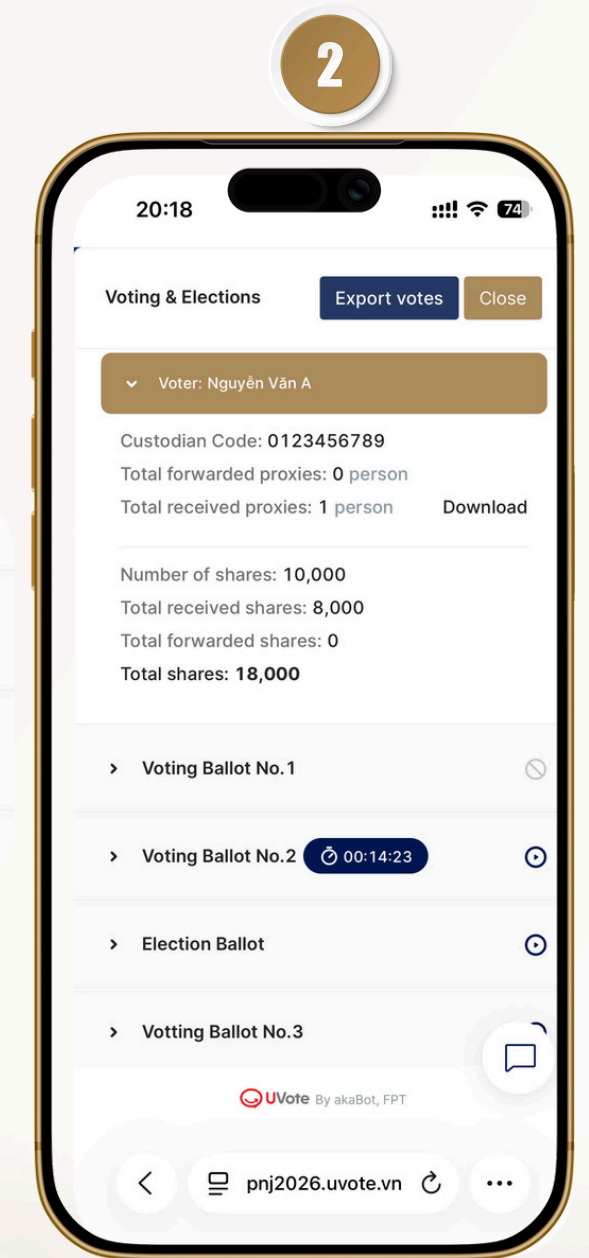 2
20:18
74
Voting & Elections
Export votes
Close
Voter: Nguyễn Văn A
Custodian Code: 0123456789
Total forwarded proxies: 0 person
Total received proxies: 1 person Download
Number of shares: 10,000
Total received shares: 8,000
Total forwarded shares: 0
Total shares: 18,000
Voting Ballot No.1
Voting Ballot No.2 00:14:23
Election Ballot
Votting Ballot No.3
UVote By akaBot, FPT
pnj2026.uvote.vn